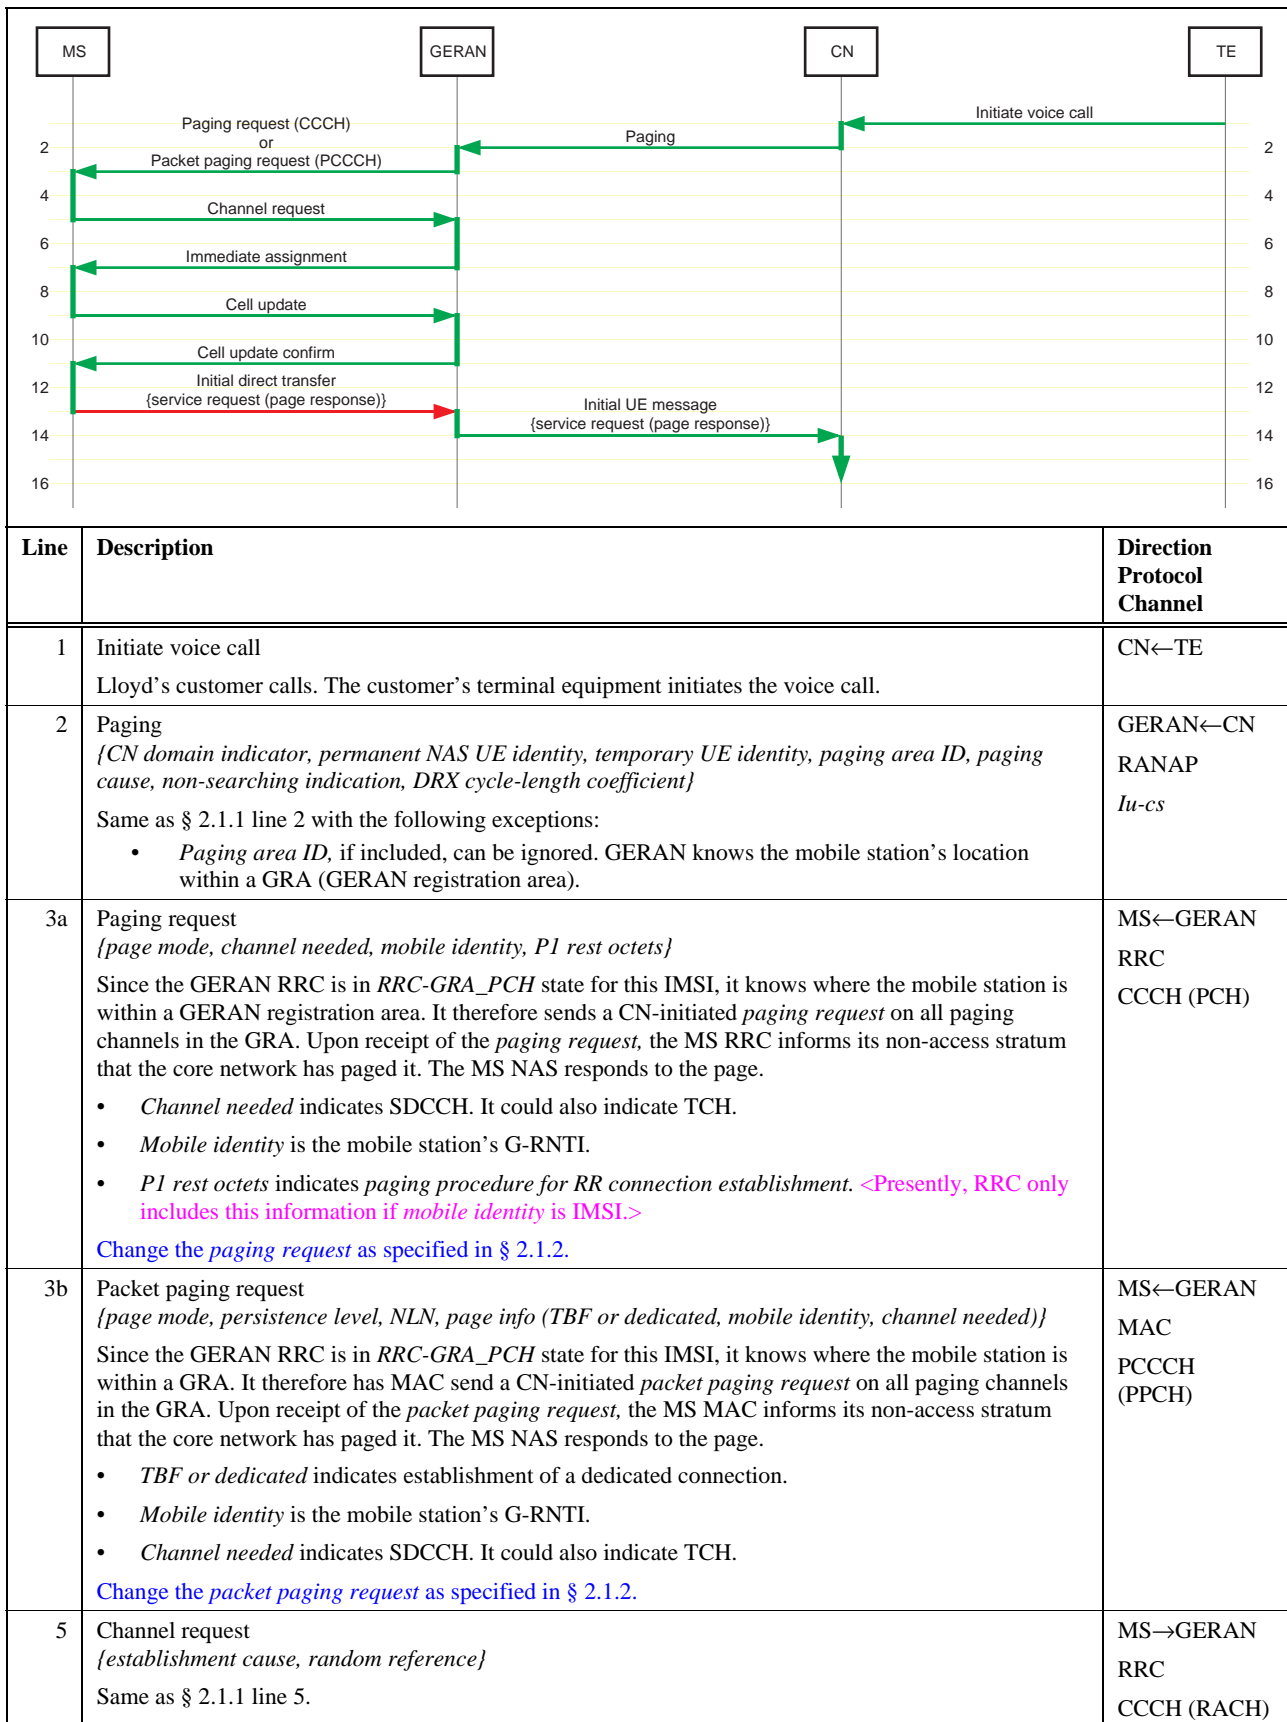 MS
GERAN
CN
TE
Initiate voice call
Paging request (CCCH)
or
Packet paging request (PCCCH)
Paging
2
2
4
4
Channel request
6
6
Immediate assignment
8
8
Cell update
10
10
Cell update confirm
12
12
Initial direct transfer
{service request (page response)}
Initial UE message
{service request (page response)}
14
14
16
16
Line
Description
Direction
Protocol
Channel
1
Initiate voice call
Lloyd’s customer calls. The customer’s terminal equipment initiates the voice call.
CN←TE
2
Paging
{CN domain indicator, permanent NAS UE identity, temporary UE identity, paging area ID, paging
cause, non-searching indication, DRX cycle-length coefficient}
Same as § 2.1.1 line 2 with the following exceptions:
• Paging area ID, if included, can be ignored. GERAN knows the mobile station’s location
within a GRA (GERAN registration area).
GERAN←CN
RANAP
Iu-cs
3a
Paging request
{page mode, channel needed, mobile identity, P1 rest octets}
Since the GERAN RRC is in RRC-GRA_PCH state for this IMSI, it knows where the mobile station is
within a GERAN registration area. It therefore sends a CN-initiated paging request on all paging
channels in the GRA. Upon receipt of the paging request, the MS RRC informs its non-access stratum
that the core network has paged it. The MS NAS responds to the page.
• Channel needed indicates SDCCH. It could also indicate TCH.
• Mobile identity is the mobile station’s G-RNTI.
• P1 rest octets indicates paging procedure for RR connection establishment. <Presently, RRC only
includes this information if mobile identity is IMSI.>
Change the paging request as specified in § 2.1.2.
MS←GERAN
RRC
CCCH (PCH)
3b
Packet paging request
{page mode, persistence level, NLN, page info (TBF or dedicated, mobile identity, channel needed)}
Since the GERAN RRC is in RRC-GRA_PCH state for this IMSI, it knows where the mobile station is
within a GRA. It therefore has MAC send a CN-initiated packet paging request on all paging channels
in the GRA. Upon receipt of the packet paging request, the MS MAC informs its non-access stratum
that the core network has paged it. The MS NAS responds to the page.
• TBF or dedicated indicates establishment of a dedicated connection.
• Mobile identity is the mobile station’s G-RNTI.
• Channel needed indicates SDCCH. It could also indicate TCH.
Change the packet paging request as specified in § 2.1.2.
MS←GERAN
MAC
PCCCH
(PPCH)
5
Channel request
{establishment cause, random reference}
Same as § 2.1.1 line 5.
MS→GERAN
RRC
CCCH (RACH)